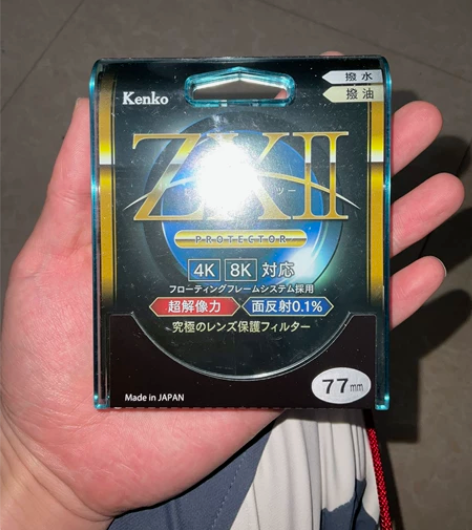 撥水
撥油
Kenko
ZXII
PROTECTOR
4K 8K 対応
フローティングフレームシステム採用
超解像力 面反射0.1%
究極のレンズ保護フィルター
77mm
Made in JAPAN